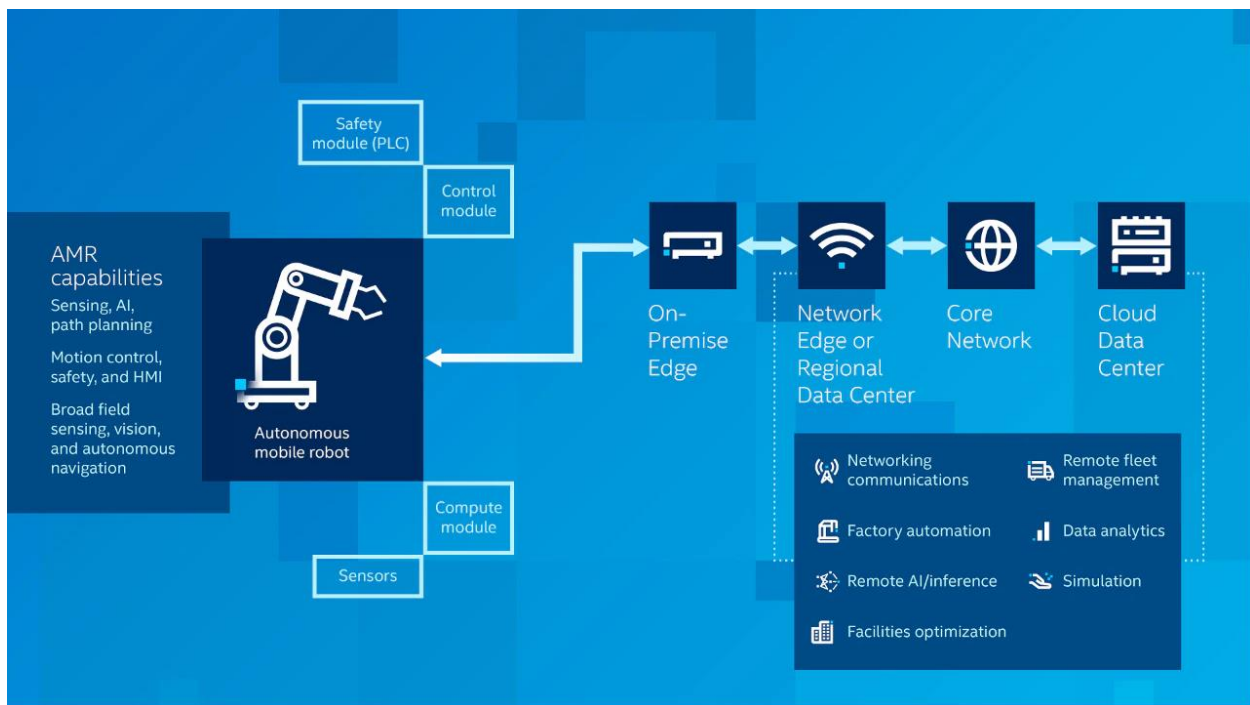 Safety
module (PLC)
Control
module
AMR
capabilities
Sensing, AI,
path planning
Motion control,
safety, and HMI
Broad field
sensing, vision,
and autonomous
navigation
Autonomous
mobile robot
Compute
module
Sensors
On-
Premise
Edge
Network
Edge or
Regional
Data Center
Core
Network
Cloud
Data
Center
Networking
communications
Remote fleet
management
Factory automation
Data analytics
Remote AI/inference
Simulation
Facilities optimization